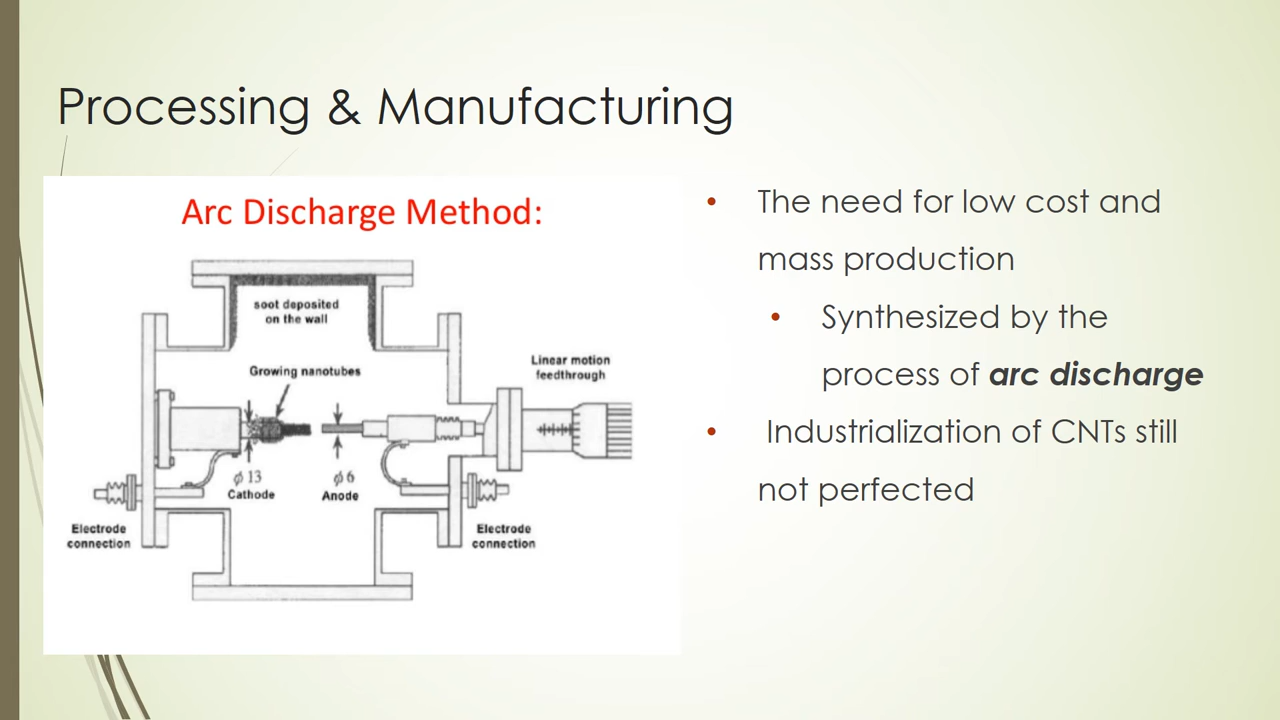 Processing & Manufacturing
Arc Discharge Method:
soot deposited
on the wall
Growing nanotubes
Linear motion
feedthrough
ϕ 13
Cathode
ϕ 6
Anode
Electrode
connection
Electrode
connection
• The need for low cost and
mass production
• Synthesized by the
process of arc discharge
• Industrialization of CNTs still
not perfected